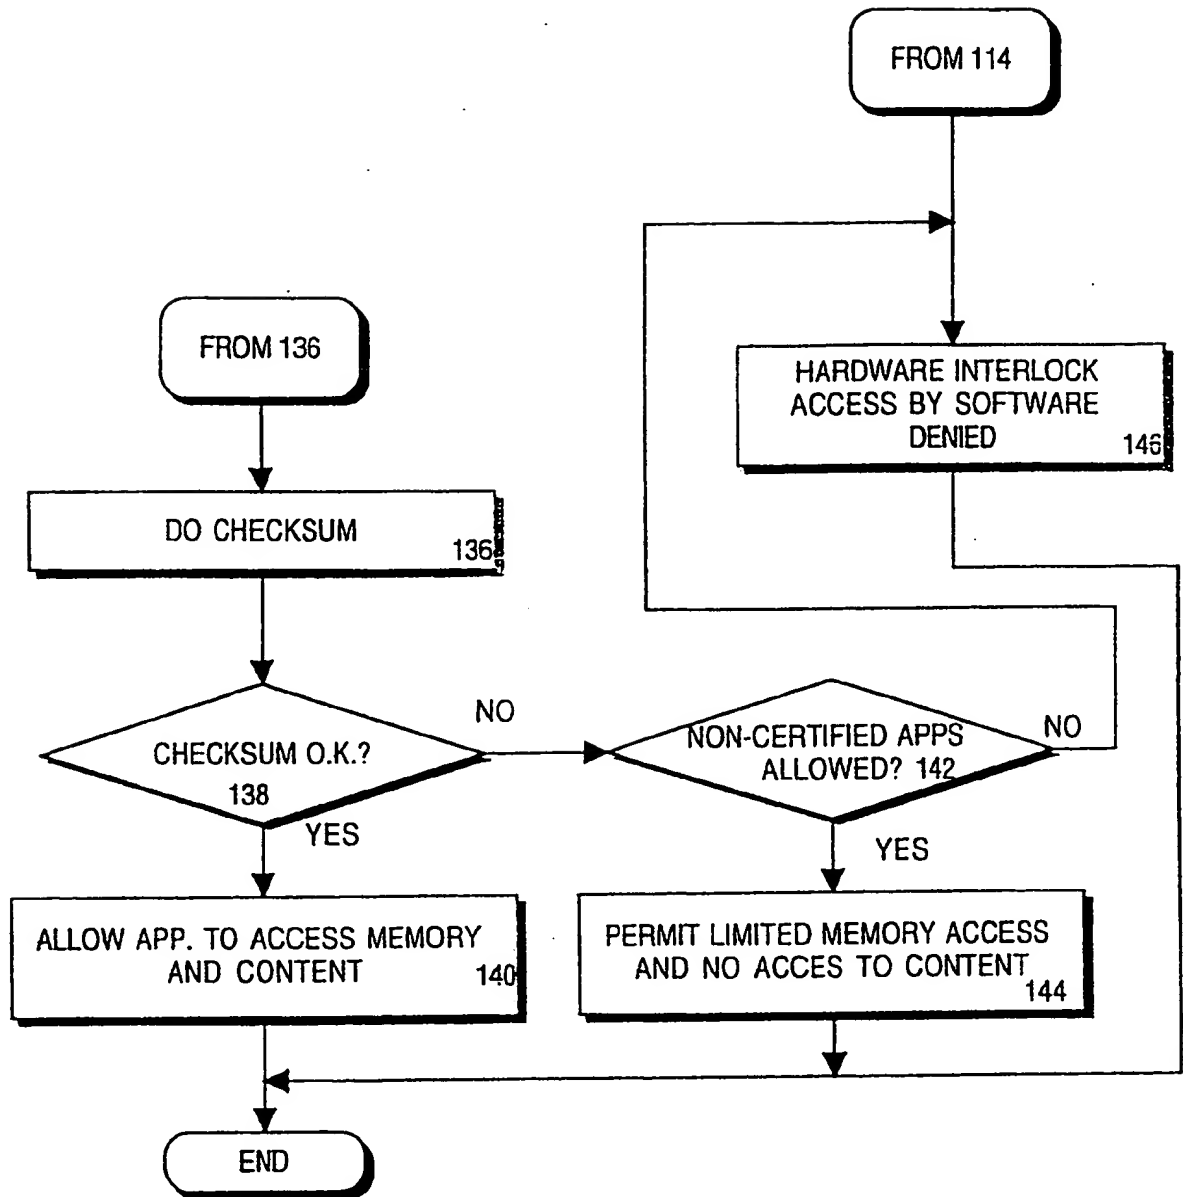 FROM 114
HARDWARE INTERLOCK
ACCESS BY SOFTWARE
DENIED
146
FROM 136
DO CHECKSUM
136
CHECKSUM O.K.?
138
NO
YES
NON-CERTIFIED APPS
ALLOWED? 142
NO
YES
ALLOW APP. TO ACCESS MEMORY
AND CONTENT
140
PERMIT LIMITED MEMORY ACCESS
AND NO ACCES TO CONTENT
144
END